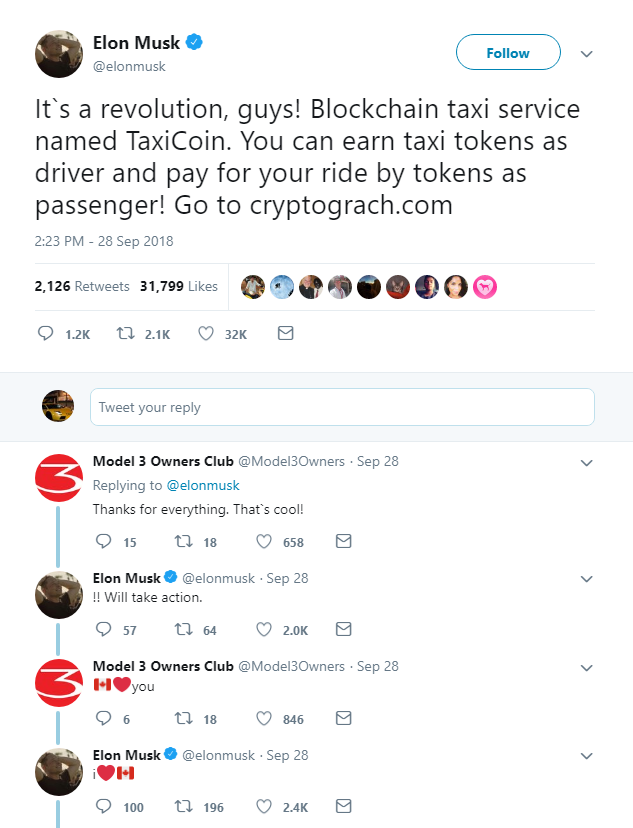 Elon Musk
@elonmusk
Follow
It`s a revolution, guys! Blockchain taxi service
named TaxiCoin. You can earn taxi tokens as
driver and pay for your ride by tokens as
passenger! Go to cryptograch.com
2:23 PM - 28 Sep 2018
2,126 Retweets 31,799 Likes
1.2K 2.1K 32K
Tweet your reply
Model 3 Owners Club @Model3Owners · Sep 28
Replying to @elonmusk
Thanks for everything. That`s cool!
15 18 658
Elon Musk @elonmusk · Sep 28
!! Will take action.
57 64 2.0K
Model 3 Owners Club @Model3Owners · Sep 28
🇨🇦❤️you
6 18 846
Elon Musk @elonmusk · Sep 28
i❤️🇨🇦
100 196 2.4K